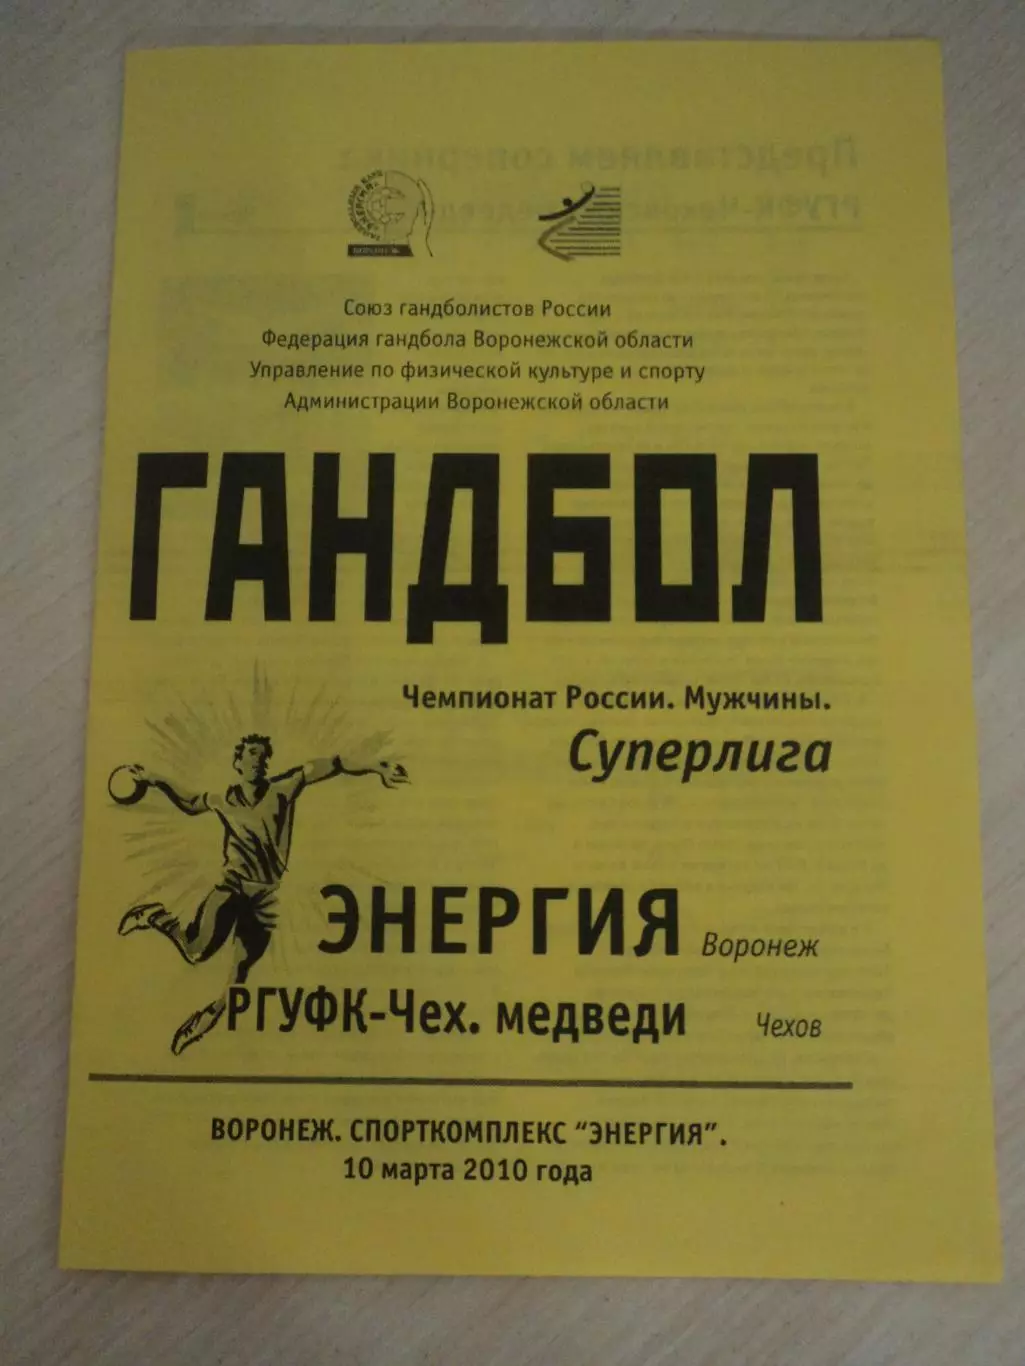 ВОРОНЕЖ
Союз гандболистов России
Федерация гандбола Воронежской области
Управление по физической культуре и спорту
Администрации Воронежской области
ГАНДБОЛ
Чемпионат России. Мужчины.
Суперлига
ЭНЕРГИЯ Воронеж
РГУФК-Чех. медведи Чехов
ВОРОНЕЖ. СПОРТКОМПЛЕКС “ЭНЕРГИЯ”.
10 марта 2010 года